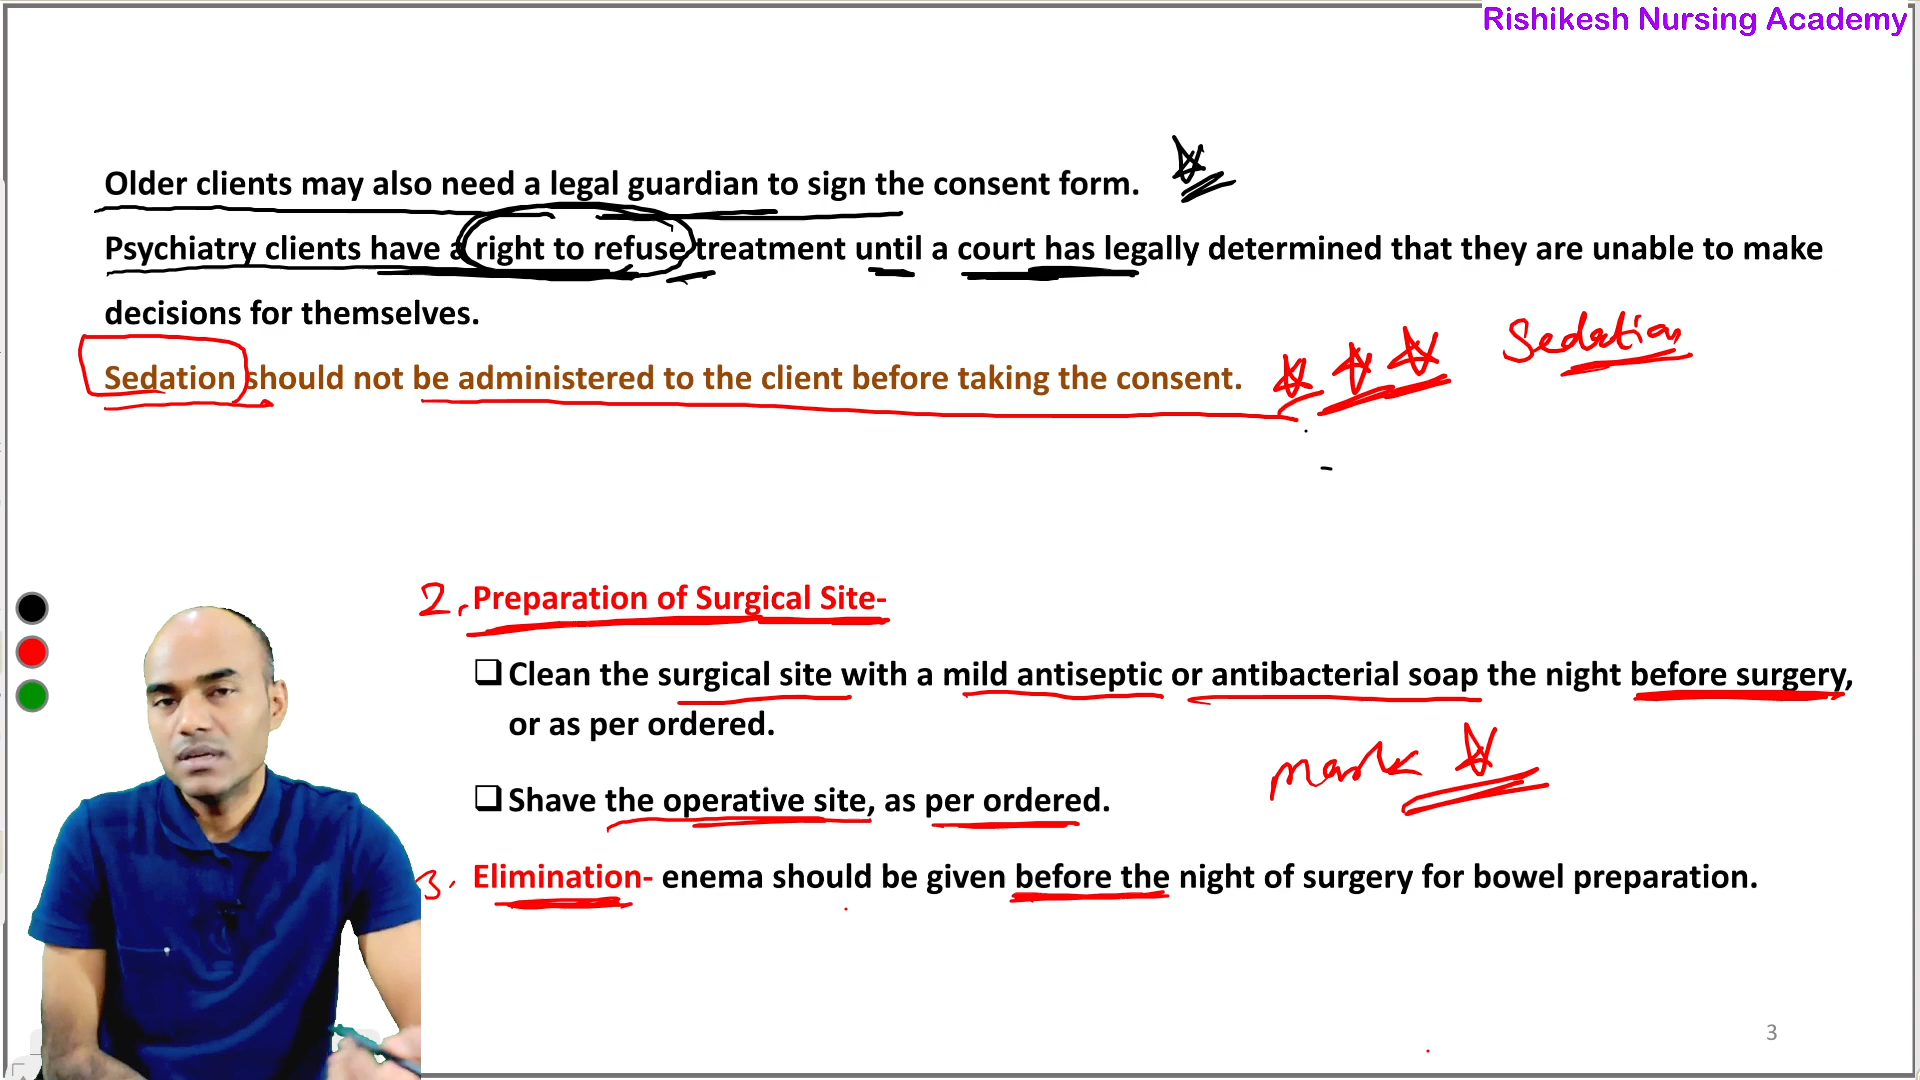 Rishikesh Nursing Academy
Older clients may also need a legal guardian to sign the consent form.
Psychiatry clients have a right to refuse treatment until a court has legally determined that they are unable to make
decisions for themselves.
Sedation
Sedation should not be administered to the client before taking the consent.
2. Preparation of Surgical Site-
Clean the surgical site with a mild antiseptic or antibacterial soap the night before surgery,
or as per ordered.
mark
Shave the operative site, as per ordered.
3. Elimination- enema should be given before the night of surgery for bowel preparation.
3